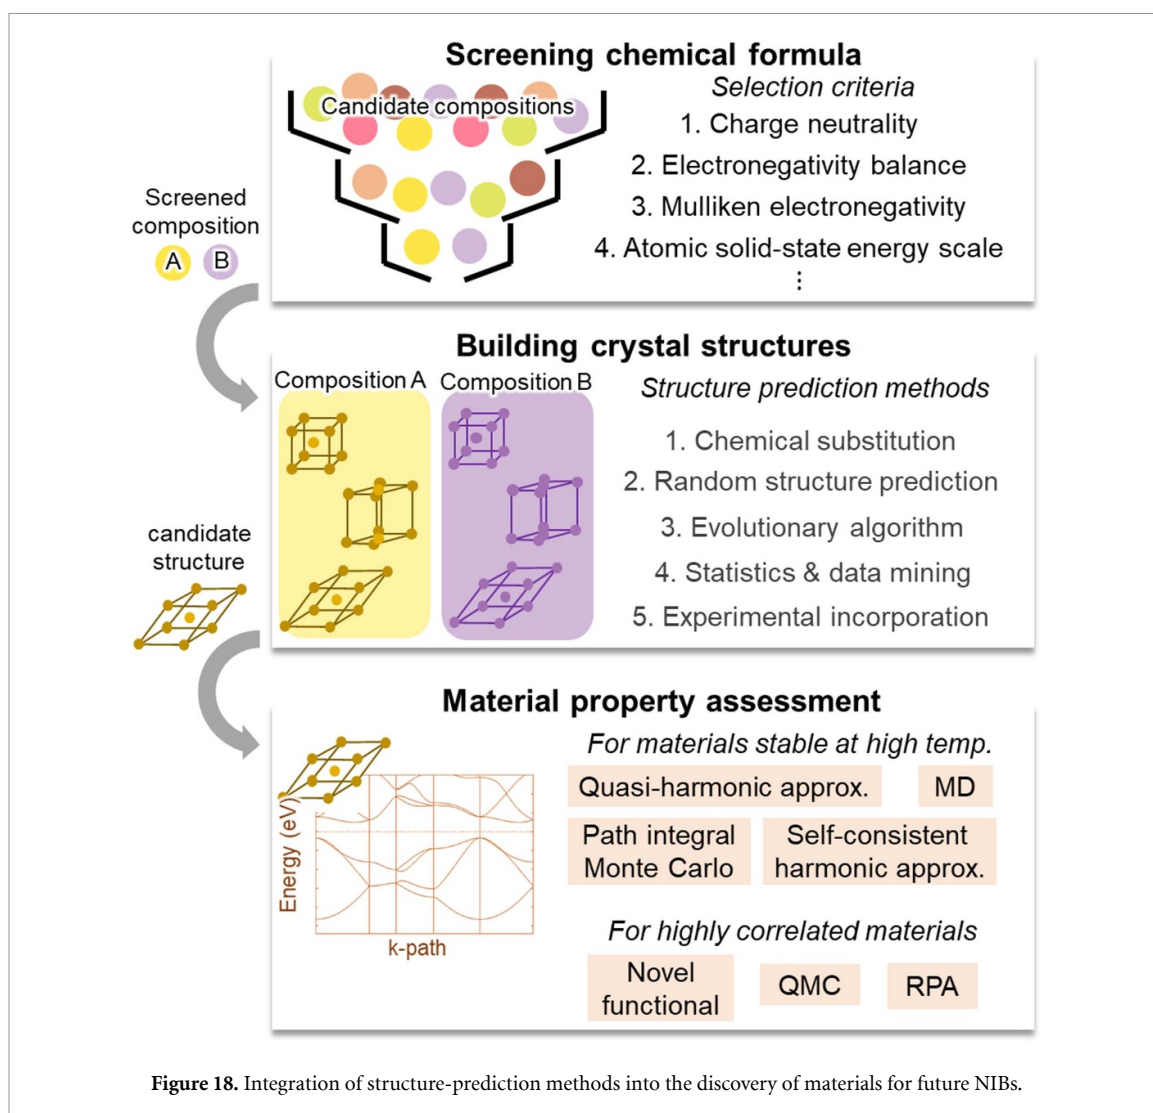 Screening chemical formula
Candidate compositions
Selection criteria
1. Charge neutrality
2. Electronegativity balance
3. Mulliken electronegativity
4. Atomic solid-state energy scale
⋮
Screened
composition
A B
Building crystal structures
Composition A
Composition B
Structure prediction methods
1. Chemical substitution
2. Random structure prediction
3. Evolutionary algorithm
4. Statistics & data mining
5. Experimental incorporation
candidate
structure
Material property assessment
Energy (eV)
k-path
For materials stable at high temp.
Quasi-harmonic approx.
MD
Path integral
Monte Carlo
Self-consistent
harmonic approx.
For highly correlated materials
Novel
functional
QMC
RPA
Figure 18. Integration of structure-prediction methods into the discovery of materials for future NIBs.